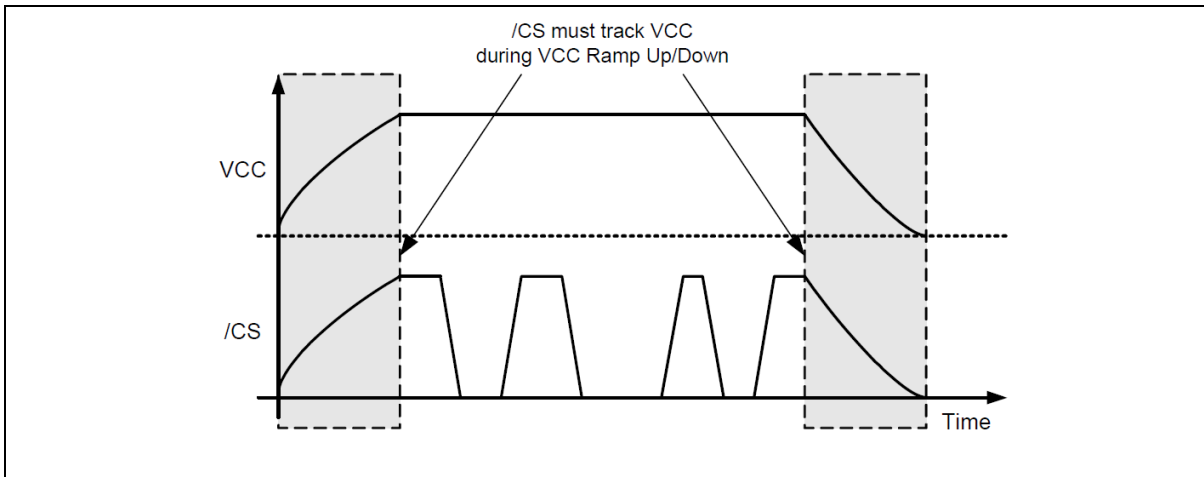 /CS must track VCC
during VCC Ramp Up/Down
VCC
/CS
Time